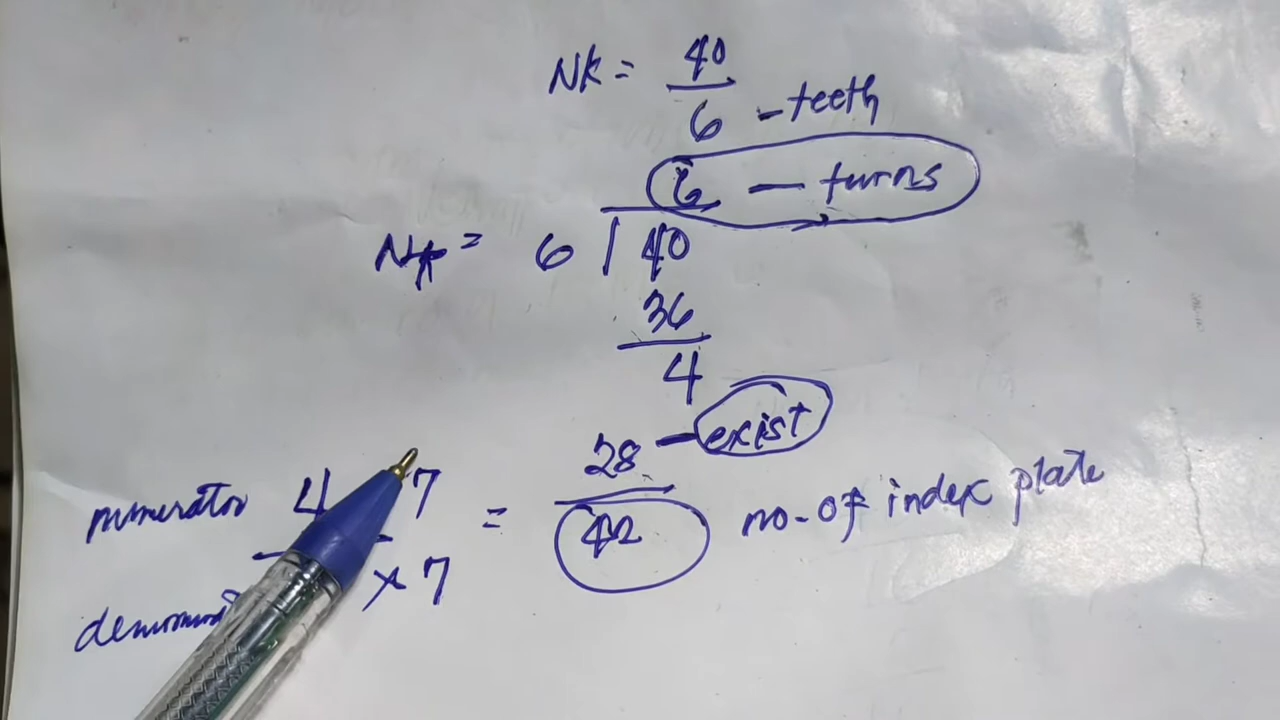 NK = 40
6 - teeth
6 — turns
NK = 6 | 40
36
4
28 - exist
numerator 4 7 = 42 no. of index plate
x 7